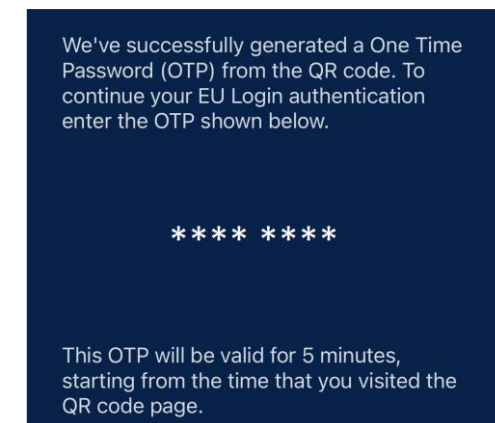 We've successfully generated a One Time
Password (OTP) from the QR code. To
continue your EU Login authentication
enter the OTP shown below.
**** ****
This OTP will be valid for 5 minutes,
starting from the time that you visited the
QR code page.